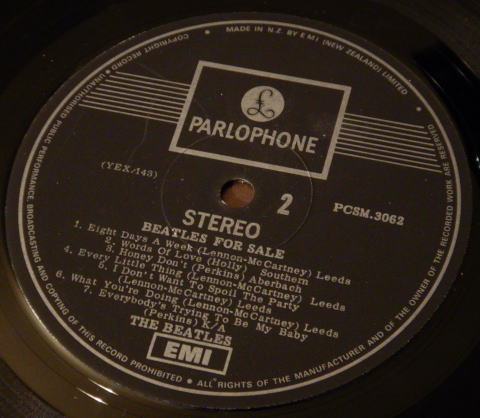 MADE IN N.Z. BY E M I (NEW ZEALAND) LIMITED •
ALL RIGHTS OF THE MANUFACTURER AND OF THE OWNER OF THE RECORDED WORK ARE RESERVED
• UNAUTHORISED PUBLIC PERFORMANCE BROADCASTING AND COPYING OF THIS RECORD PROHIBITED •
£
PARLOPHONE
(YEX/143)
2
PCSM.3062
STEREO
BEATLES FOR SALE
1. Eight Days A Week (Lennon-McCartney) Leeds
2. Words Of Love (Holly) Southern
3. Honey Don't (Perkins) Aberbach
4. Every Little Thing (Lennon-McCartney) Leeds
5. I Don't Want To Spoil The Party
(Lennon-McCartney) Leeds
6. What You're Doing (Lennon-McCartney) Leeds
7. Everybody's Trying To Be My Baby
(Perkins) K/A
THE BEATLES
EMI